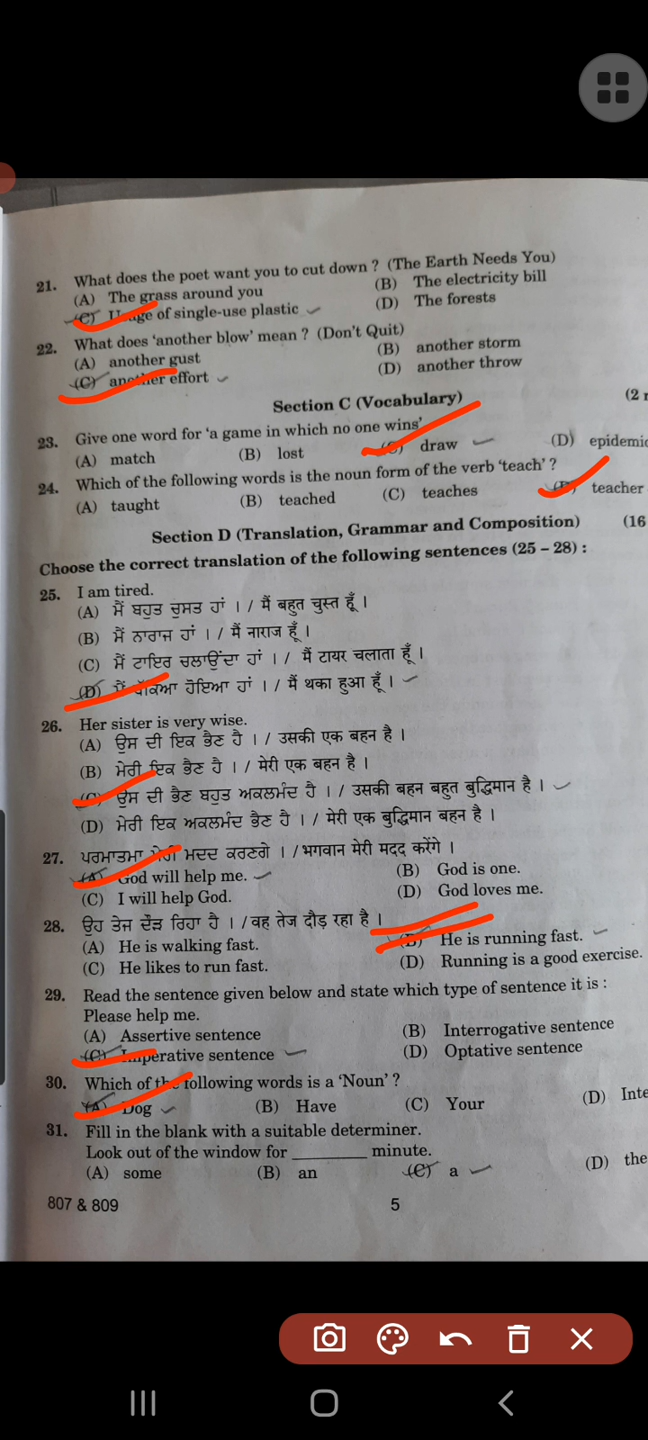 21. What does the poet want you to cut down ? (The Earth Needs You)
(A) The grass around you (B) The electricity bill
(C) Usage of single-use plastic (D) The forests
22. What does 'another blow' mean ? (Don't Quit)
(A) another gust (B) another storm
(C) another effort (D) another throw
Section C (Vocabulary) (2
23. Give one word for 'a game in which no one wins'
(A) match (B) lost (C) draw (D) epidemic
24. Which of the following words is the noun form of the verb 'teach' ?
(A) taught (B) teached (C) teaches (D) teacher
Section D (Translation, Grammar and Composition) (16
Choose the correct translation of the following sentences (25 – 28) :
25. I am tired.
(A) ਮੈਂ ਬਹੁਤ ਚੁਸਤ ਹਾਂ । / मैं बहुत चुस्त हूँ ।
(B) ਮੈਂ ਨਾਰਾਜ ਹਾਂ । / मैं नाराज हूँ ।
(C) ਮੈਂ ਟਾਇਰ ਚਲਾਉਂਦਾ ਹਾਂ । / मैं टायर चलाता हूँ ।
(D) ਮੈਂ ਥੱਕਿਆ ਹੋਇਆ ਹਾਂ । / मैं थका हुआ हूँ ।
26. Her sister is very wise.
(A) ਉਸ ਦੀ ਇਕ ਭੈਣ ਹੈ । / उसकी एक बहन है ।
(B) ਮੇਰੀ ਇਕ ਭੈਣ ਹੈ । / मेरी एक बहन है ।
(C) ਉਸ ਦੀ ਭੈਣ ਬਹੁਤ ਅਕਲਮੰਦ ਹੈ । / उसकी बहन बहुत बुद्धिमान है ।
(D) ਮੇਰੀ ਇਕ ਅਕਲਮੰਦ ਭੈਣ ਹੈ । / मेरी एक बुद्धिमान बहन है ।
27. ਪਰਮਾਤਮਾ ਮੇਰੀ ਮਦਦ ਕਰਣਗੇ । / भगवान मेरी मदद करेंगे ।
(A) God will help me. (B) God is one.
(C) I will help God. (D) God loves me.
28. ਉਹ ਤੇਜ ਦੌੜ ਰਿਹਾ ਹੈ । / वह तेज दौड़ रहा है ।
(A) He is walking fast. (B) He is running fast.
(C) He likes to run fast. (D) Running is a good exercise.
29. Read the sentence given below and state which type of sentence it is :
Please help me.
(A) Assertive sentence (B) Interrogative sentence
(C) Imperative sentence (D) Optative sentence
30. Which of the following words is a 'Noun' ?
(A) Dog (B) Have (C) Your (D) Inte
31. Fill in the blank with a suitable determiner.
Look out of the window for ________ minute.
(A) some (B) an (C) a (D) the
807 & 809 5